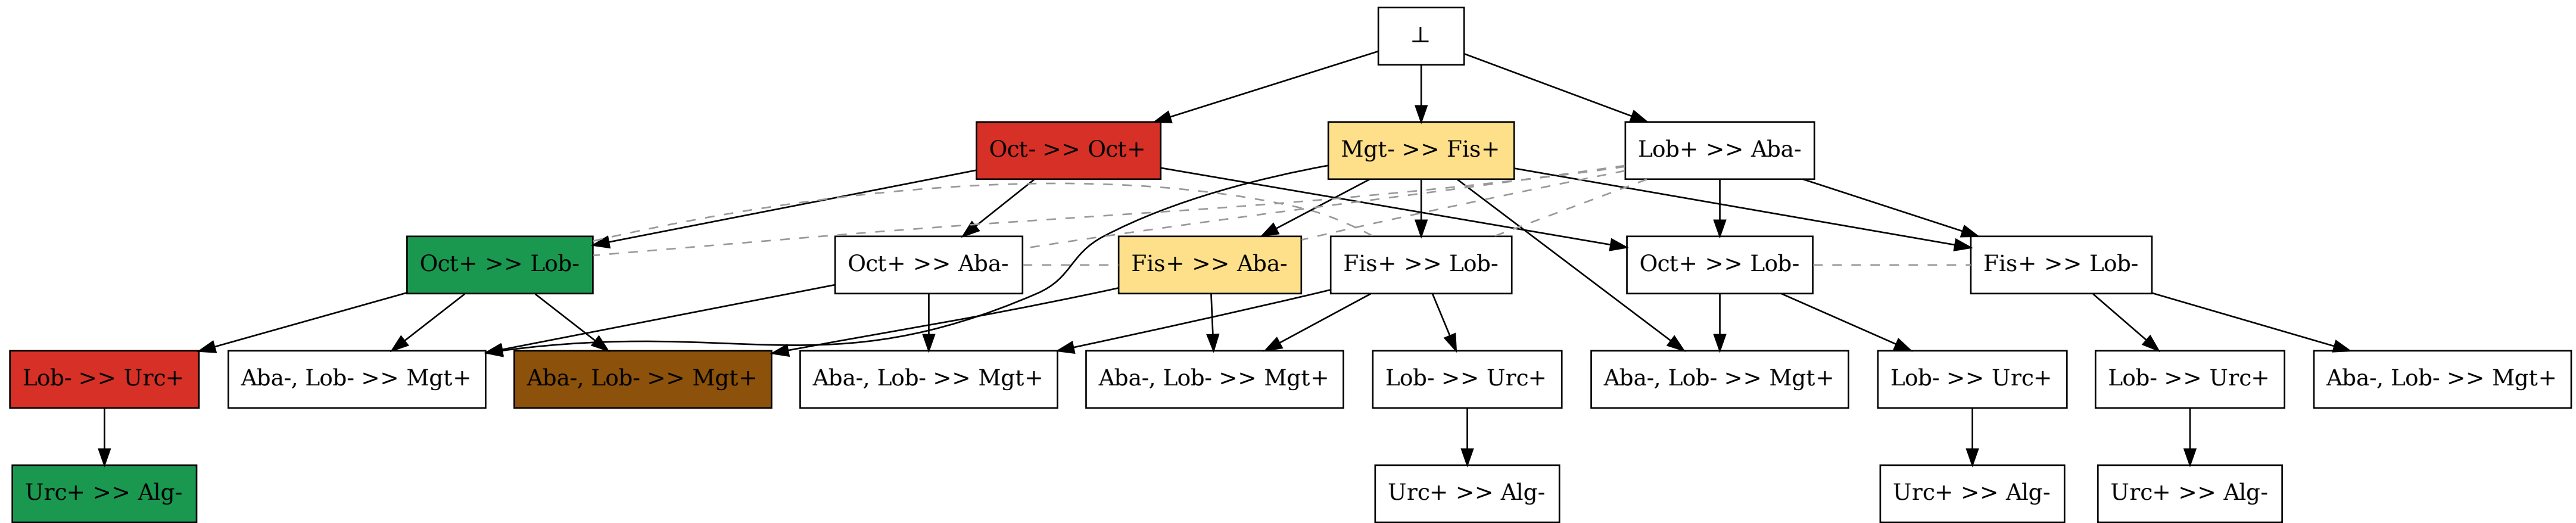 ⊥
Oct- >> Oct+
Mgt- >> Fis+
Lob+ >> Aba-
Oct+ >> Lob-
Oct+ >> Aba-
Fis+ >> Aba-
Fis+ >> Lob-
Oct+ >> Lob-
Fis+ >> Lob-
Lob- >> Urc+
Aba-, Lob- >> Mgt+
Aba-, Lob- >> Mgt+
Aba-, Lob- >> Mgt+
Aba-, Lob- >> Mgt+
Lob- >> Urc+
Aba-, Lob- >> Mgt+
Lob- >> Urc+
Lob- >> Urc+
Aba-, Lob- >> Mgt+
Urc+ >> Alg-
Urc+ >> Alg-
Urc+ >> Alg-
Urc+ >> Alg-